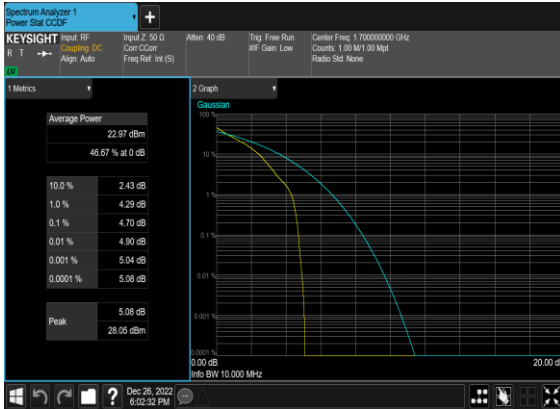 Spectrum Analyzer 1
Power Stat CCDF
KEYSIGHT
R T
Input: RF
Coupling: DC
Align: Auto
Input Z: 50 Ω
Corr CCorr
Freq Ref: Int (S)
Atten: 40 dB
Trig: Free Run
#IF Gain: Low
Center Freq: 1.700000000 GHz
Counts: 1.00 M/1.00 Mpt
Radio Std: None
1 Metrics
Average Power
22.97 dBm
46.67 % at 0 dB
10.0 % 2.43 dB
1.0 % 4.29 dB
0.1 % 4.70 dB
0.01 % 4.90 dB
0.001 % 5.04 dB
0.0001 % 5.08 dB
Peak
5.08 dB
28.05 dBm
2 Graph
Gaussian
100 %
10 %
1 %
0.1 %
0.01 %
0.001 %
0.0001 %
0.00 dB
20.00 d
Info BW 10.000 MHz
?
Dec 26, 2022
6:02:32 PM